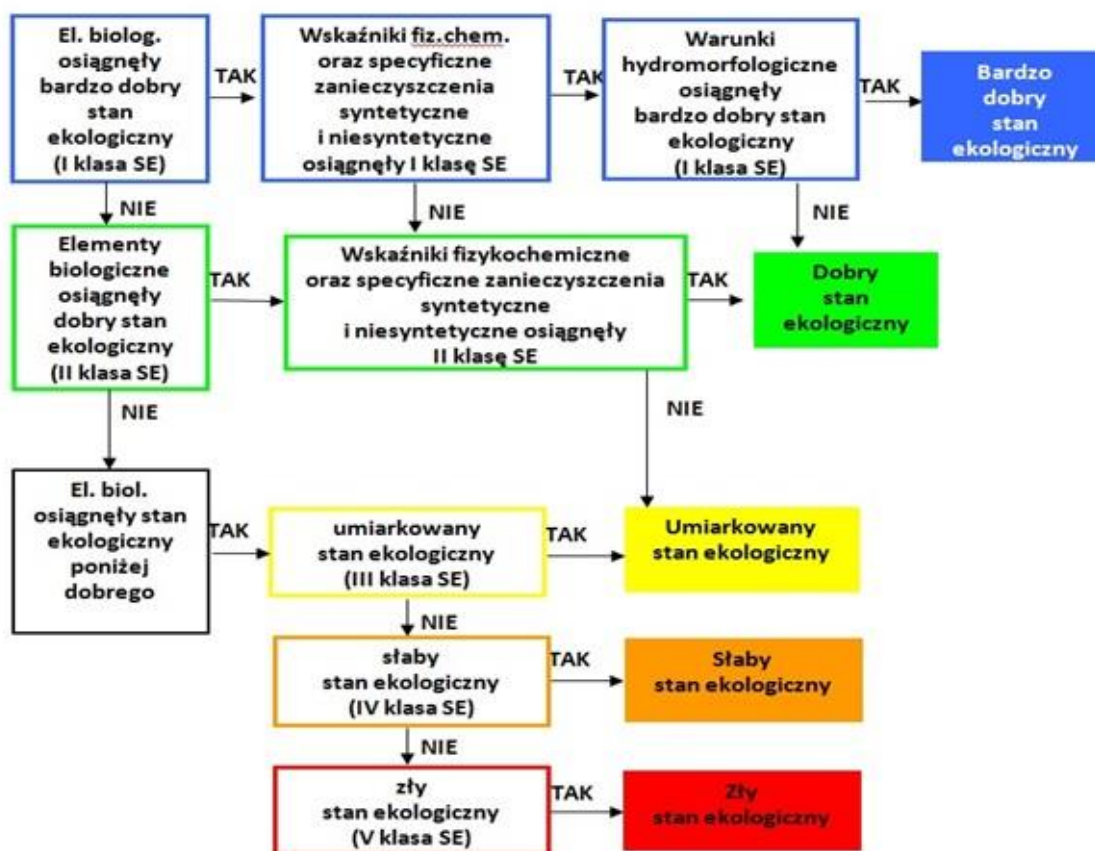 El. biolog.
osiągnęły
bardzo dobry
stan
ekologiczny
(I klasa SE)
TAK
Wskaźniki fiz.chem.
oraz specyficzne
zanieczyszczenia
syntetyczne
i niesyntetyczne
osiągnęły I klasę SE
TAK
Warunki
hydromorfologiczne
osiągnęły
bardzo dobry stan
ekologiczny
(I klasa SE)
TAK
Bardzo
dobry
stan
ekologiczny
NIE
NIE
NIE
Elementy
biologiczne
osiągnęły
dobry stan
ekologiczny
(II klasa SE)
TAK
Wskaźniki fizykochemiczne
oraz specyficzne zanieczyszczenia
syntetyczne
i niesyntetyczne osiągnęły
II klasę SE
TAK
Dobry
stan
ekologiczny
NIE
NIE
El. biol.
osiągnęły stan
ekologiczny
poniżej
dobrego
TAK
umiarkowany
stan ekologiczny
(III klasa SE)
TAK
Umiarkowany
stan ekologiczny
NIE
słaby
stan ekologiczny
(IV klasa SE)
TAK
Słaby
stan ekologiczny
NIE
zły
stan ekologiczny
(V klasa SE)
TAK
Zły
stan ekologiczny